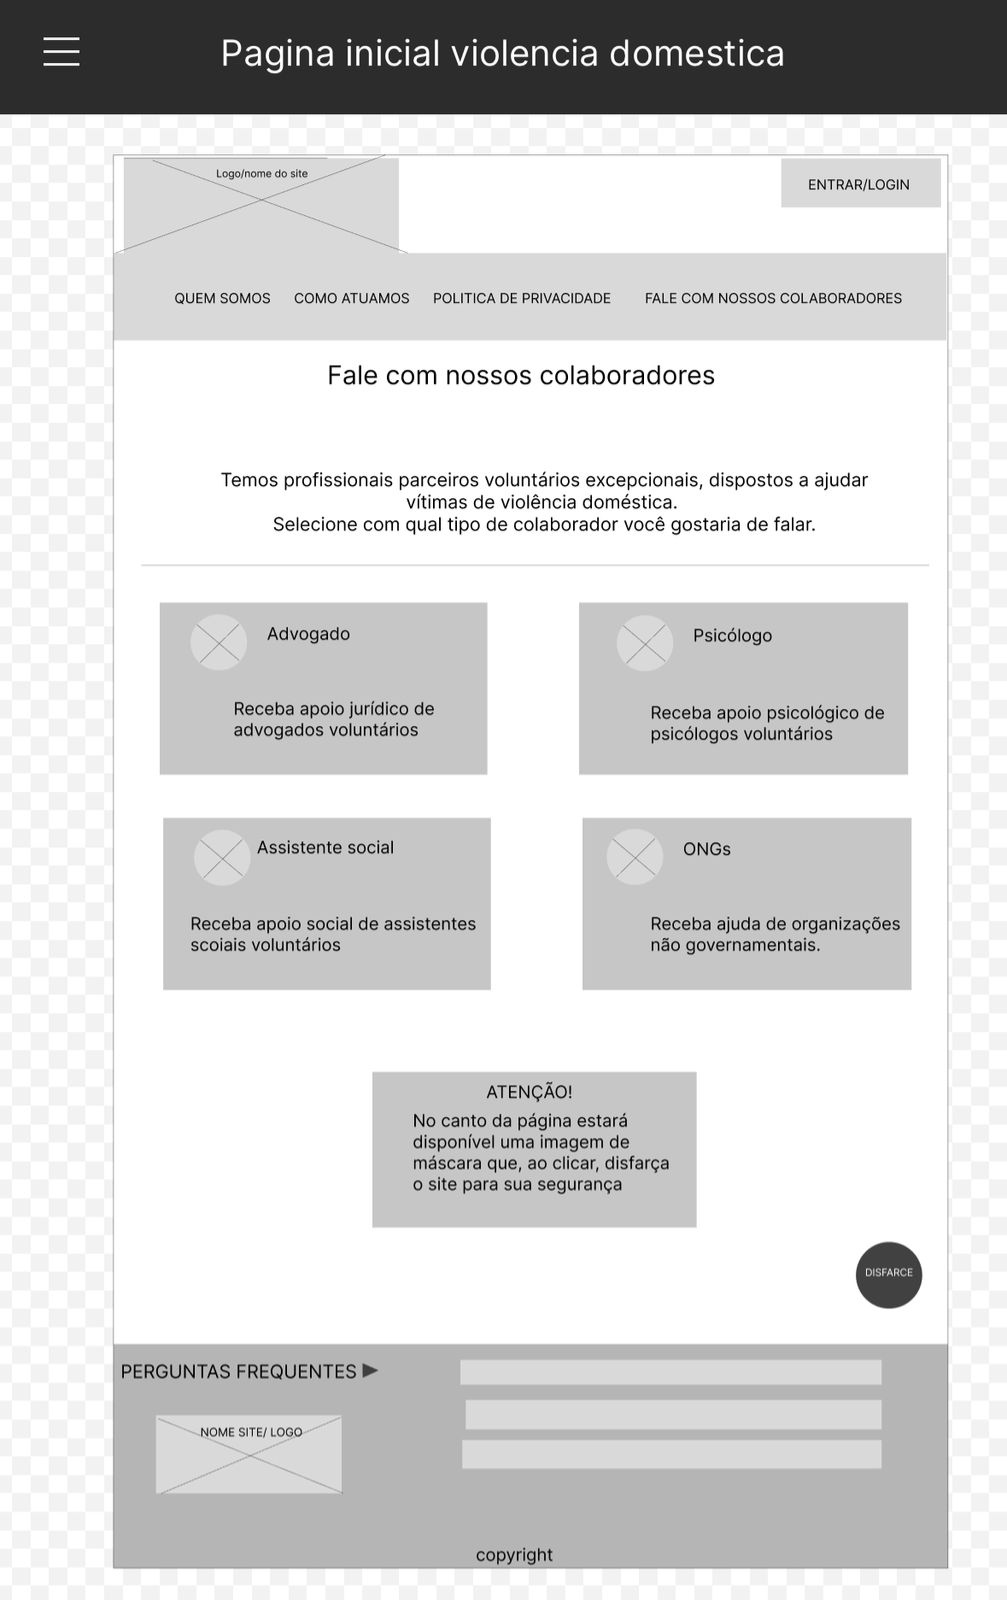 Pagina inicial violencia domestica
Logo/nome do site
ENTRAR/LOGIN
QUEM SOMOS COMO ATUAMOS POLITICA DE PRIVACIDADE FALE COM NOSSOS COLABORADORES
Fale com nossos colaboradores
Temos profissionais parceiros voluntários excepcionais, dispostos a ajudar
vítimas de violência doméstica.
Selecione com qual tipo de colaborador você gostaria de falar.
Advogado
Receba apoio jurídico de
advogados voluntários
Psicólogo
Receba apoio psicológico de
psicólogos voluntários
Assistente social
Receba apoio social de assistentes
scoiais voluntários
ONGs
Receba ajuda de organizações
não governamentais.
ATENÇÃO!
No canto da página estará
disponível uma imagem de
máscara que, ao clicar, disfarça
o site para sua segurança
DISFARCE
PERGUNTAS FREQUENTES
NOME SITE/ LOGO
copyright